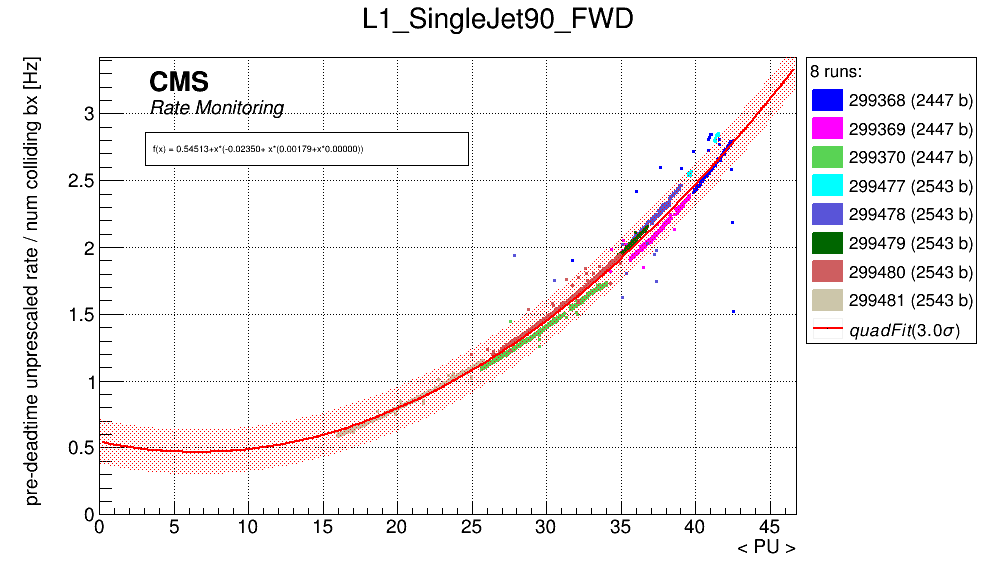 L1_SingleJet90_FWD
pre-deadtime unprescaled rate / num colliding bx [Hz]
CMS
Rate Monitoring
f(x) = 0.54513+x*(-0.02350+ x*(0.00179+x*0.00000))
3
2.5
2
1.5
1
0.5
0
0 5 10 15 20 25 30 35 40 45
< PU >
8 runs:
299368 (2447 b)
299369 (2447 b)
299370 (2447 b)
299477 (2543 b)
299478 (2543 b)
299479 (2543 b)
299480 (2543 b)
299481 (2543 b)
quadFit(3.0σ)